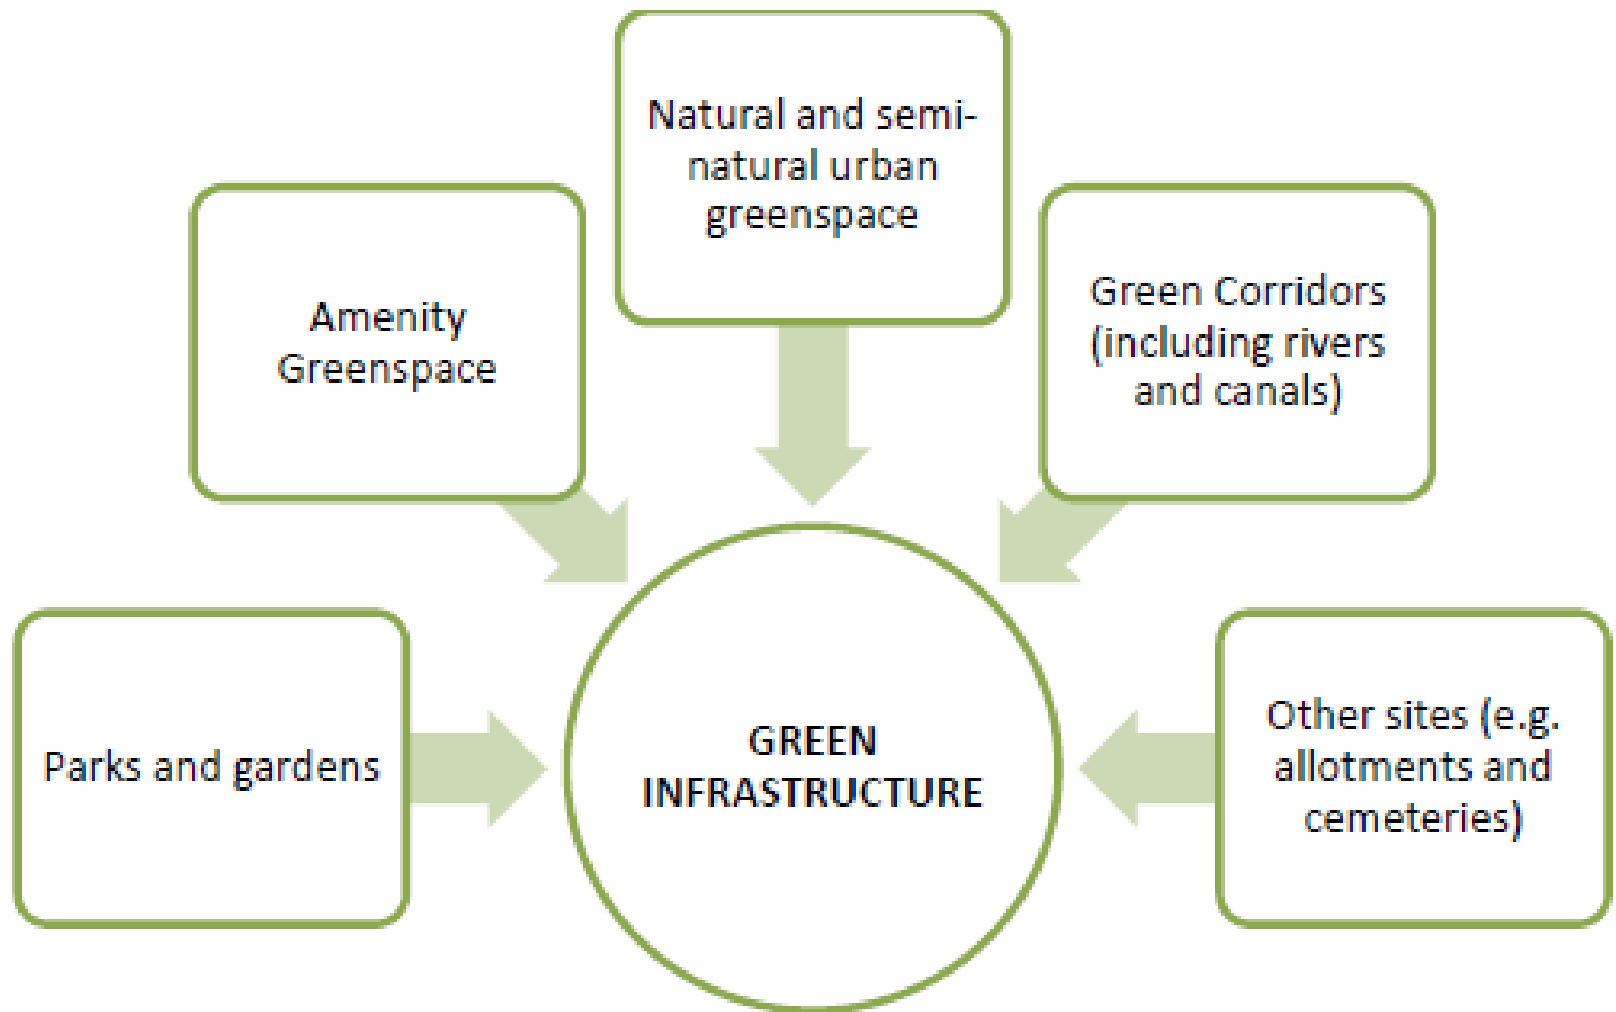 Natural and semi-
natural urban
greenspace
Amenity
Greenspace
Green Corridors
(including rivers
and canals)
Parks and gardens
GREEN
INFRASTRUCTURE
Other sites (e.g.
allotments and
cemeteries)